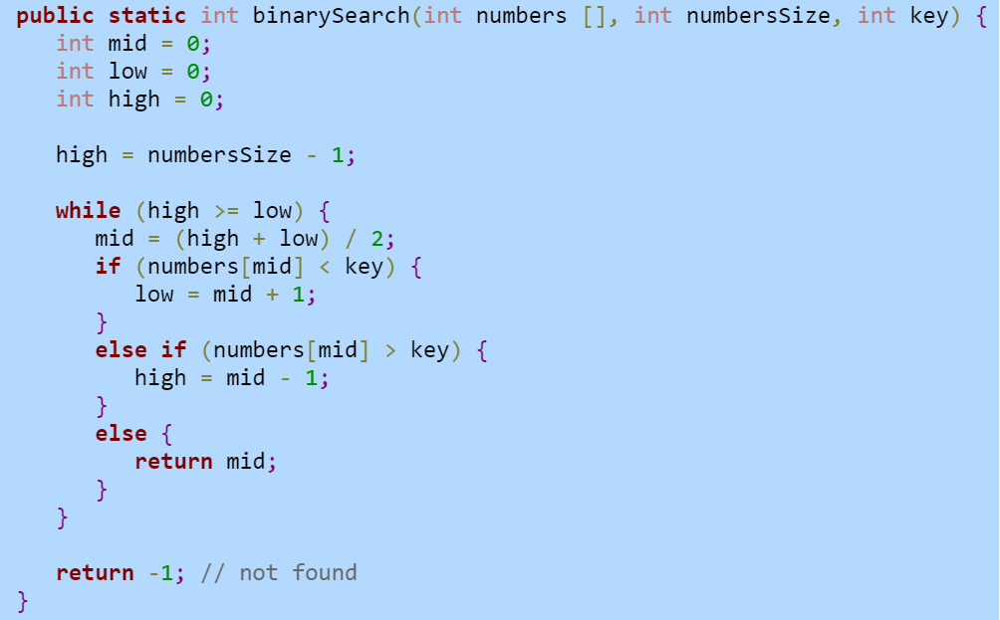 public static int binarySearch(int numbers [], int numbersSize, int key) {
   int mid = 0;
   int low = 0;
   int high = 0;

   high = numbersSize - 1;

   while (high >= low) {
      mid = (high + low) / 2;
      if (numbers[mid] < key) {
         low = mid + 1;
      }
      else if (numbers[mid] > key) {
         high = mid - 1;
      }
      else {
         return mid;
      }
   }

   return -1; // not found
}